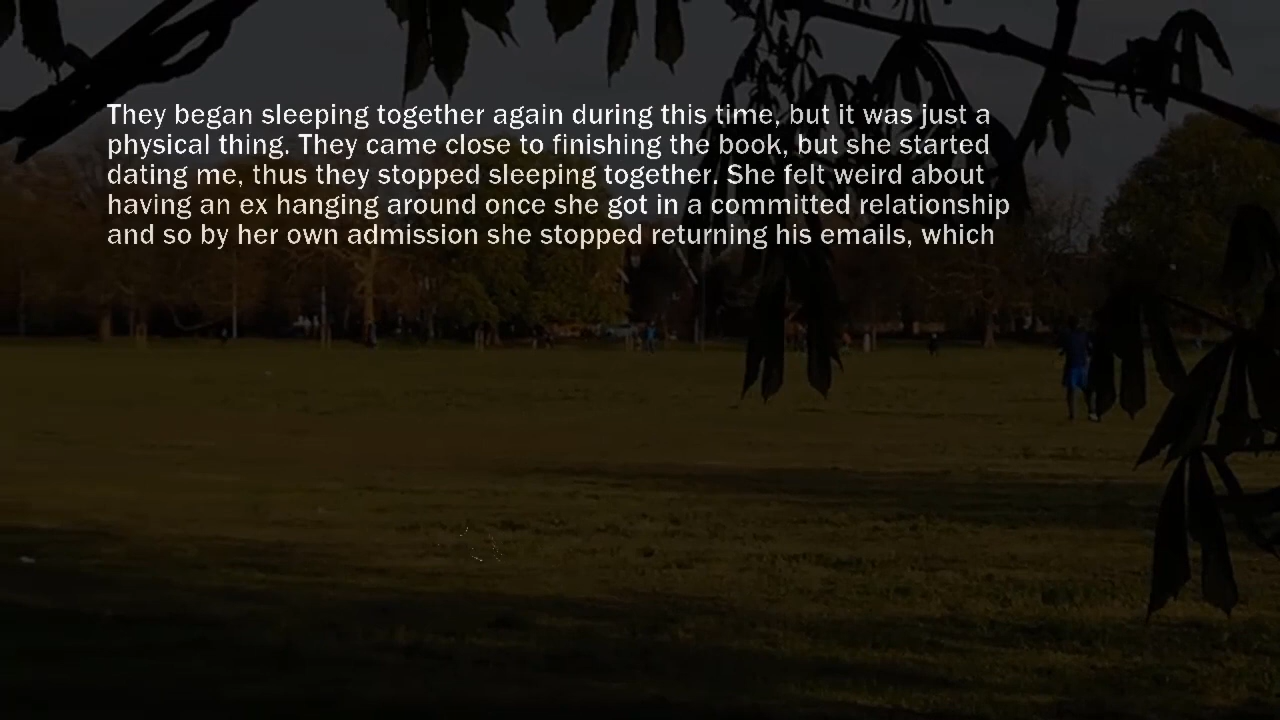 They began sleeping together again during this time, but it was just a
physical thing. They came close to finishing the book, but she started
dating me, thus they stopped sleeping together. She felt weird about
having an ex hanging around once she got in a committed relationship
and so by her own admission she stopped returning his emails, which